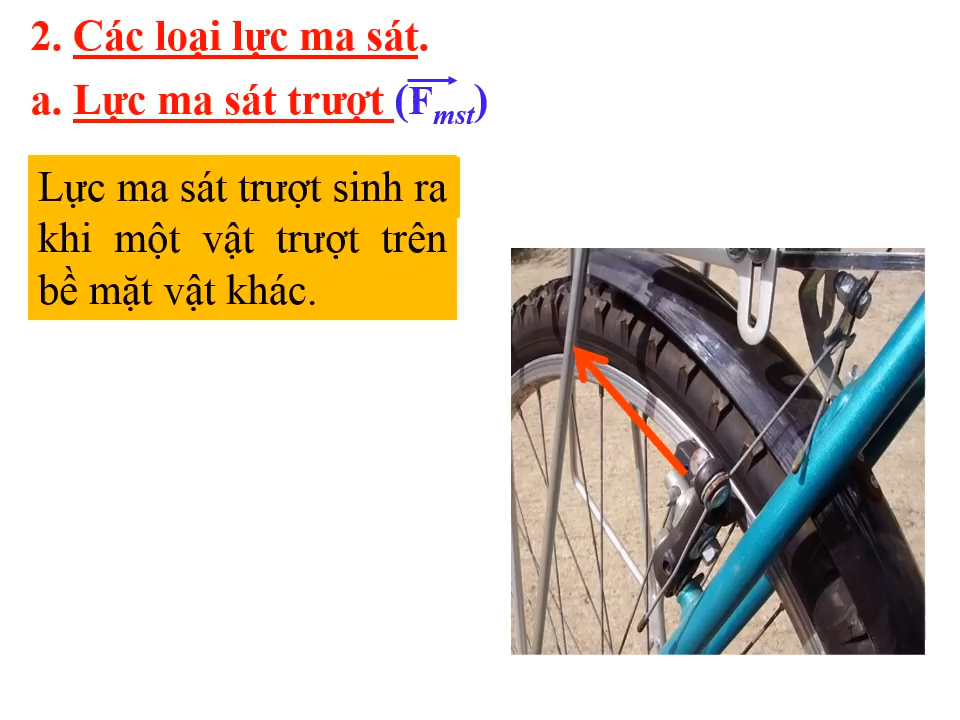 2. Các loại lực ma sát.
a. Lực ma sát trượt (Fmst)
Lực ma sát trượt sinh ra
khi một vật trượt trên
bề mặt vật khác.